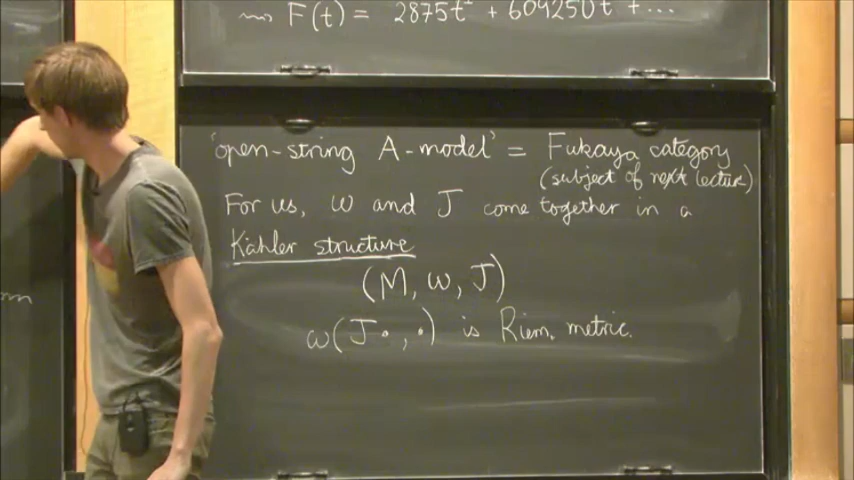 ⇝ F(t) = 2875t² + 609250t + ...
'open-string A-model' = Fukaya category
(subject of next lecture)
For us, ω and J come together in a
Kähler structure
(M, ω, J)
ω(J·, ·) is Riem. metric.